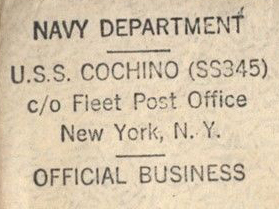 NAVY DEPARTMENT
U.S.S. COCHINO (SS345)
c/o Fleet Post Office
New York, N. Y.
OFFICIAL BUSINESS